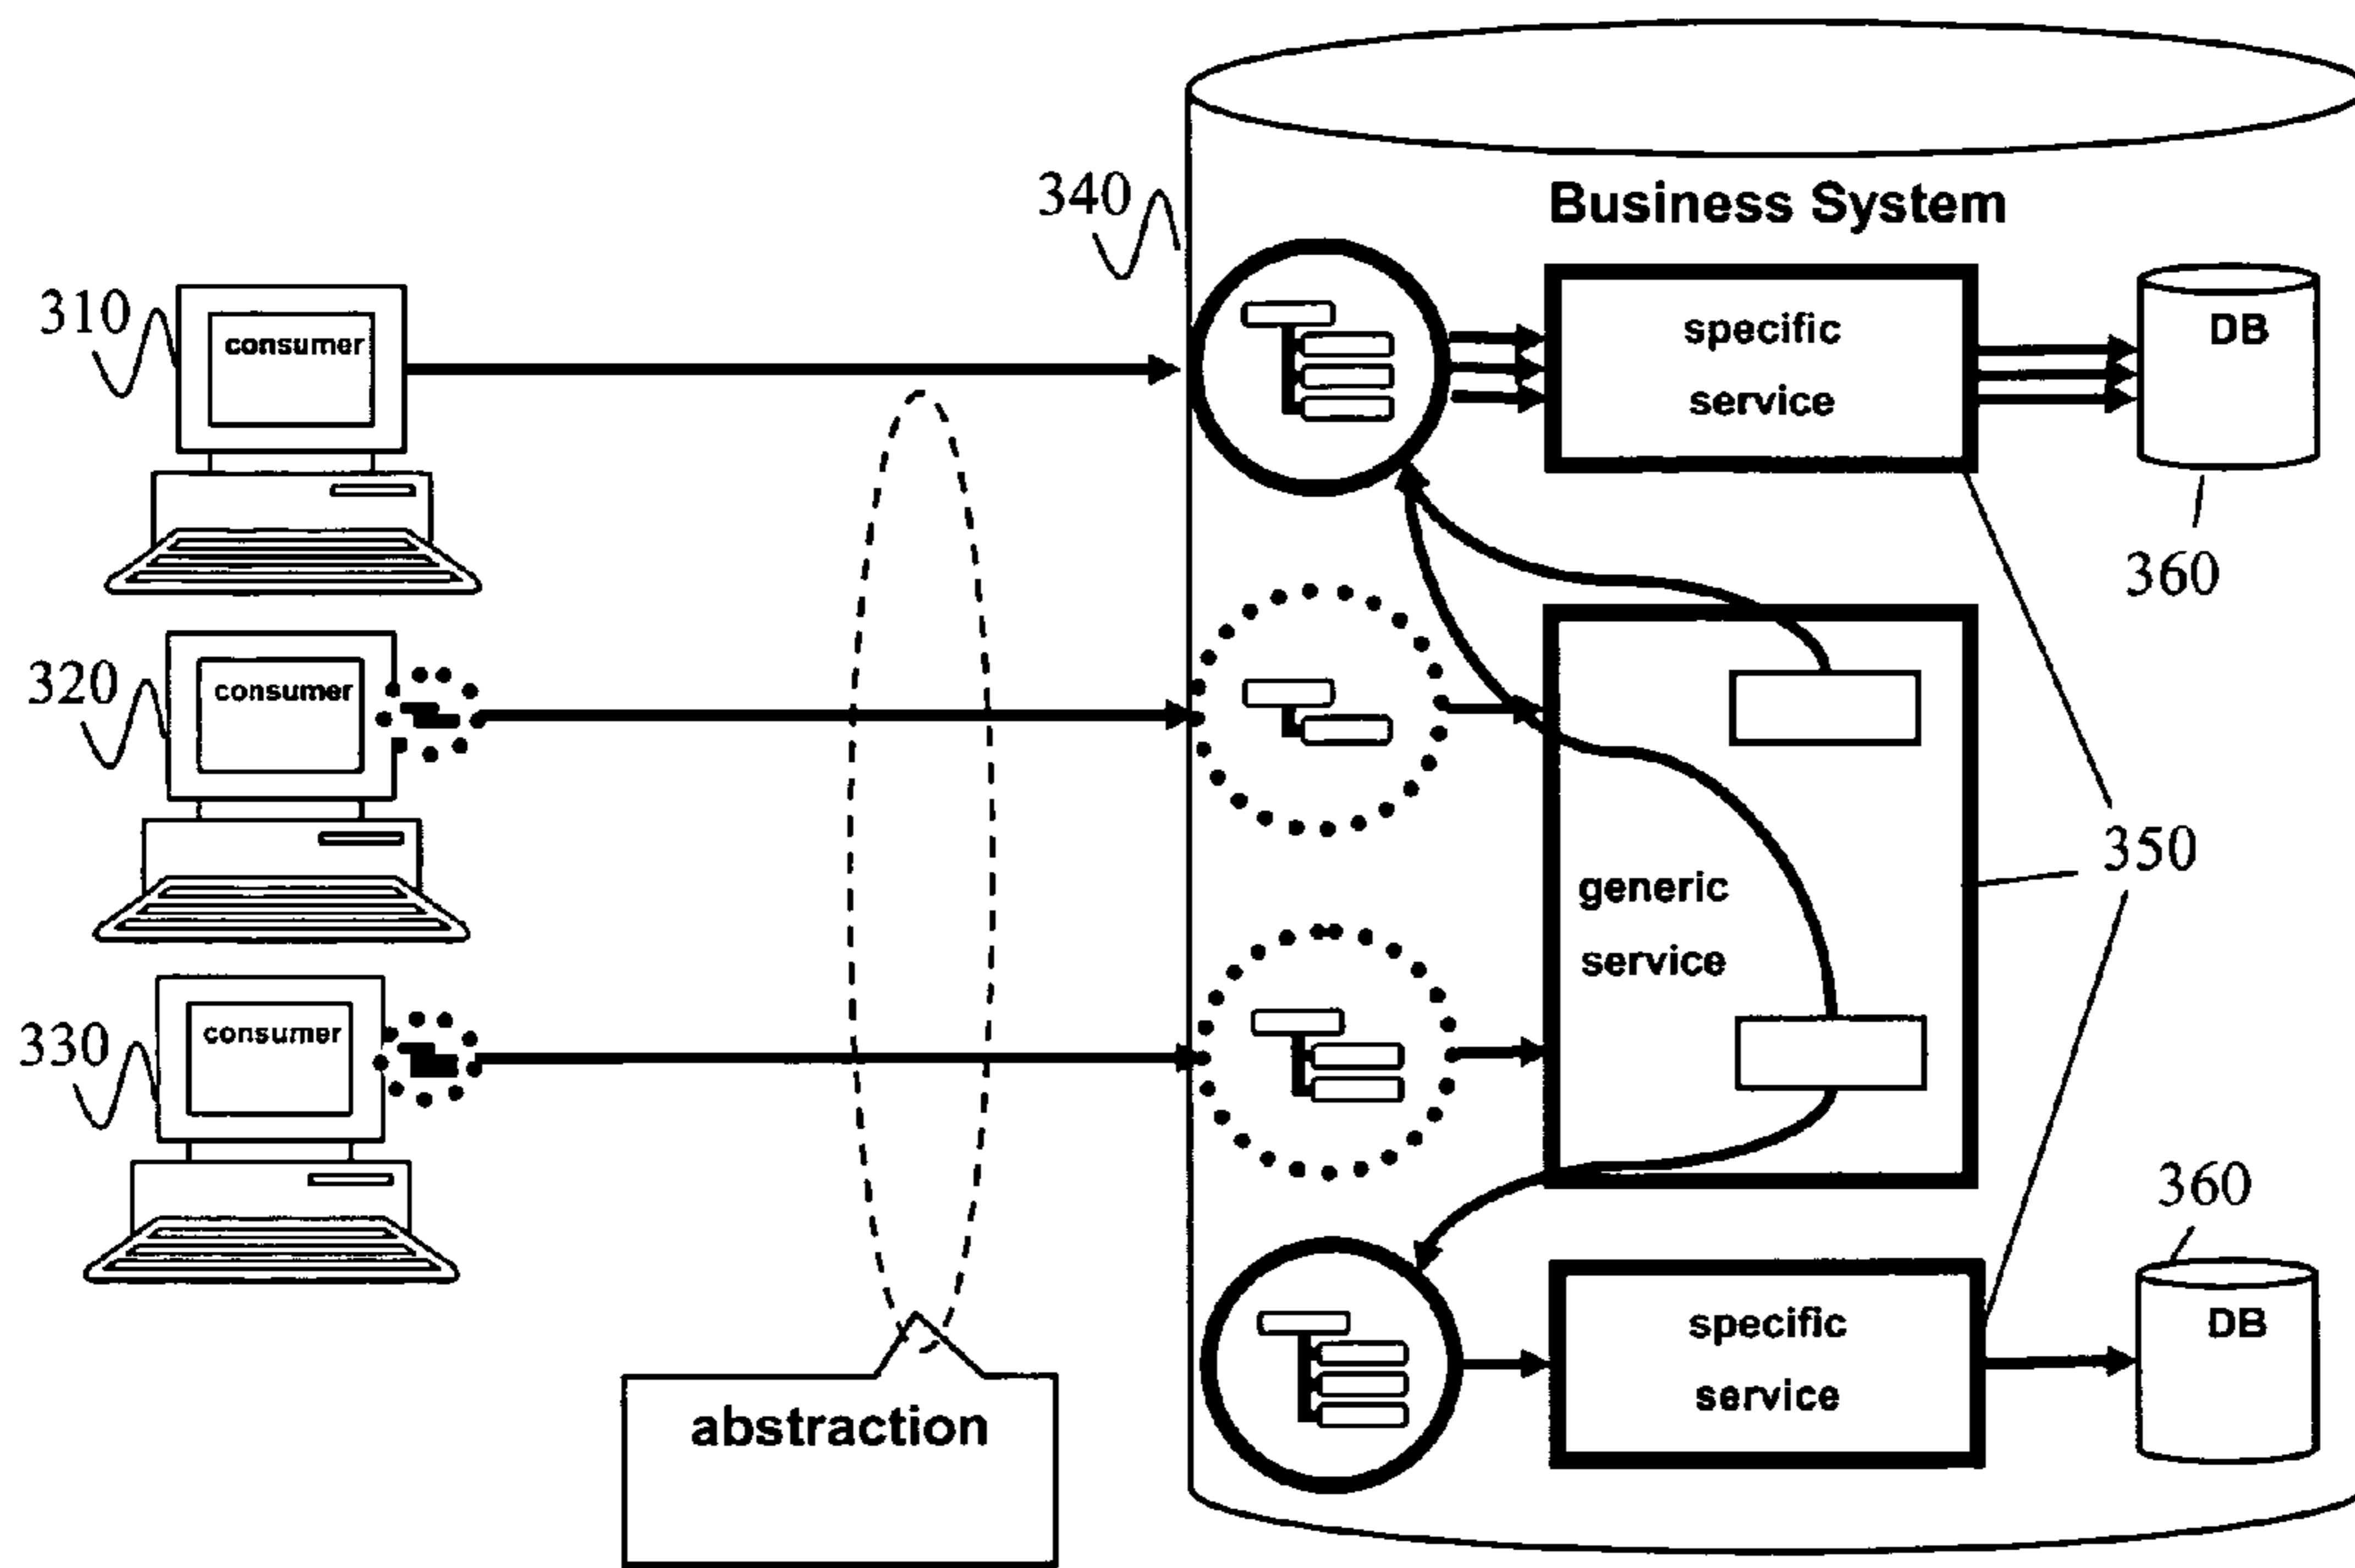 340
Business System
310
consumer
specific
service
DB
360
320
consumer
350
generic
service
330
consumer
360
specific
service
DB
abstraction